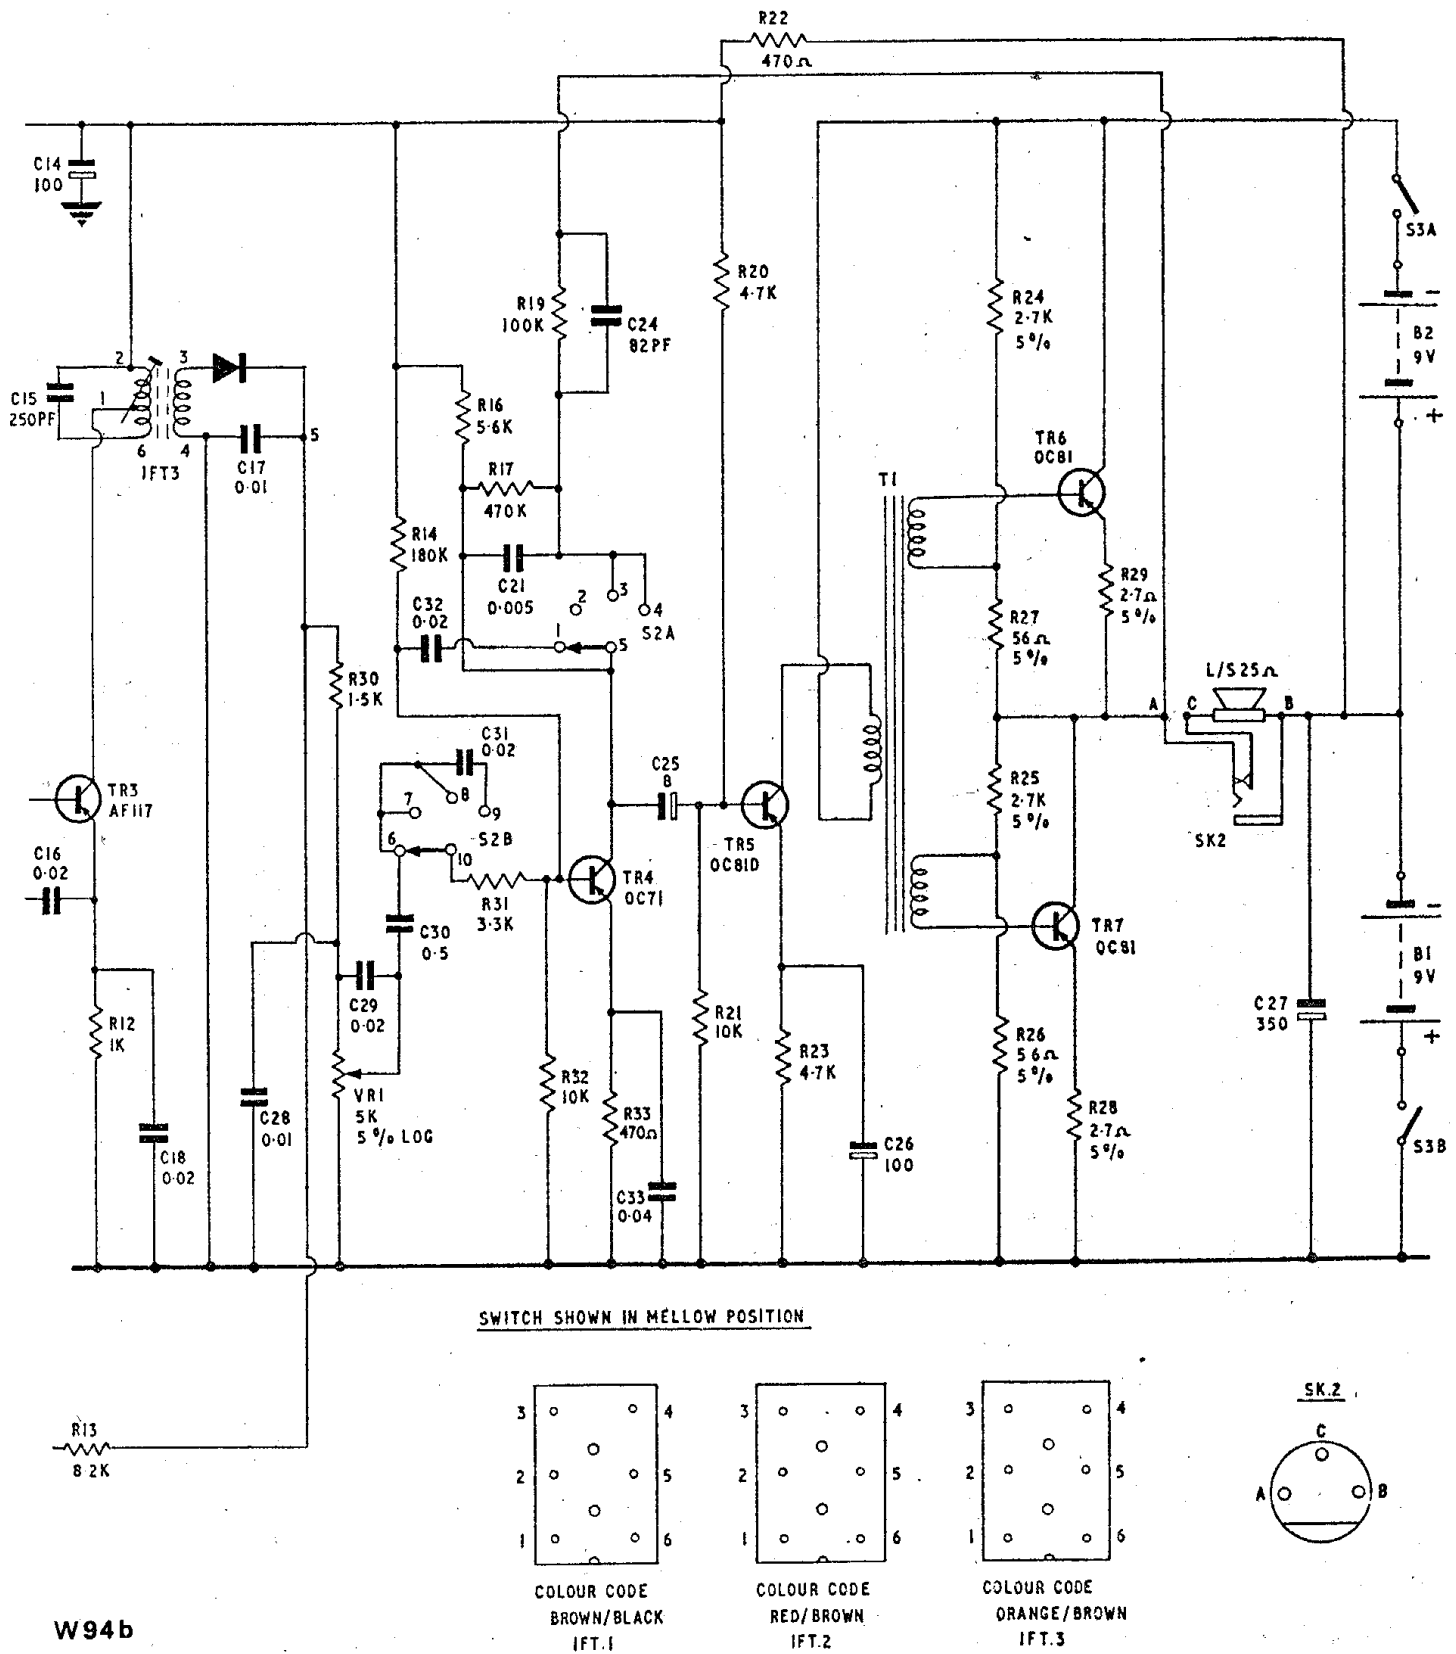 R22
470Ω
C14
100
S3A
R20
4.7K
R19
100K
C24
82PF
R24
2.7K
5%
−
B2
9V
+
2
3
C15
250PF
1
6
4
5
IFT3
C17
0.01
R16
5.6K
R17
470K
R14
180K
C21
0.005
TR6
OC81
T1
R29
2.7Ω
5%
C32
0.02
2
3
4
1
5
S2A
R27
56Ω
5%
R30
1.5K
L/S 25Ω
A
C
B
C31
0.02
7
8
9
S2B
6
10
C25
8
R25
2.7K
5%
TR3
AF117
SK2
TR5
OC81D
TR4
OC71
R31
3.3K
C16
0.02
C30
0.5
TR7
OC81
−
B1
9V
+
C29
0.02
R12
1K
R21
10K
R23
4.7K
R26
56Ω
5%
C27
350
VR1
5K
5% LOG
R32
10K
R33
470Ω
C28
0.01
R28
2.7Ω
5%
C18
0.02
C26
100
S3B
C33
0.04
SWITCH SHOWN IN MELLOW POSITION
R13
8.2K
3
4
2
5
1
6
COLOUR CODE
BROWN/BLACK
IFT.1
3
4
2
5
1
6
COLOUR CODE
RED/BROWN
IFT.2
3
4
2
5
1
6
COLOUR CODE
ORANGE/BROWN
IFT.3
SK.2
C
A
B
W94b